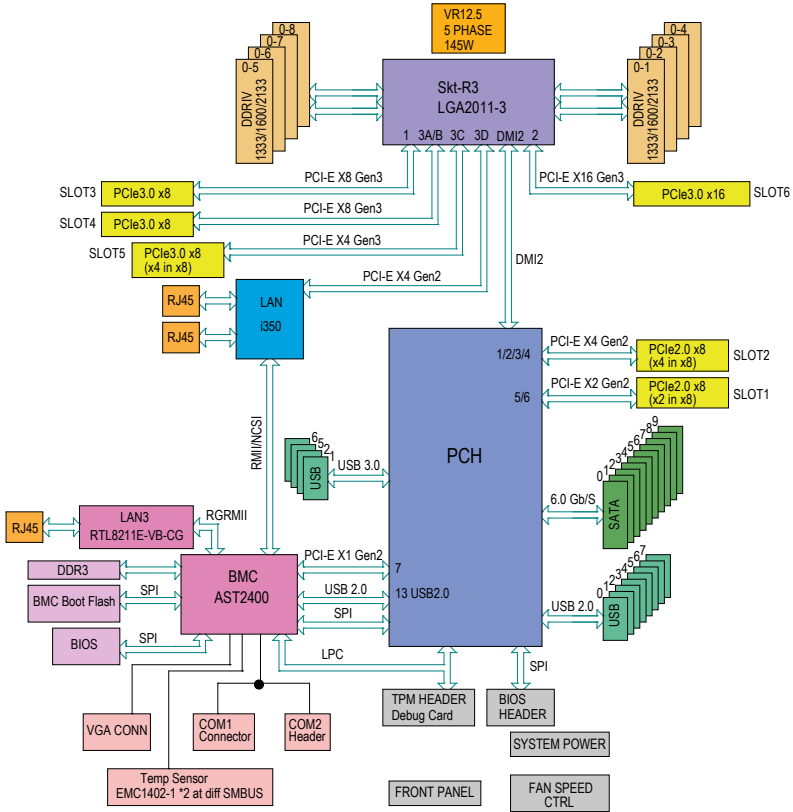 VR12.5
5 PHASE
145W
0-8
0-7
0-6
0-5
DDRIV
1333/1600/2133
Skt-R3
LGA2011-3
1 3A/B 3C 3D DMI2 2
0-4
0-3
0-2
0-1
DDRIV
1333/1600/2133
SLOT3
PCIe3.0 x8
PCI-E X8 Gen3
PCI-E X16 Gen3
PCIe3.0 x16
SLOT6
SLOT4
PCIe3.0 x8
PCI-E X8 Gen3
SLOT5
PCIe3.0 x8
(x4 in x8)
PCI-E X4 Gen3
DMI2
PCI-E X4 Gen2
RJ45
RJ45
LAN
i350
1/2/3/4
PCI-E X4 Gen2
PCIe2.0 x8
(x4 in x8)
SLOT2
5/6
PCI-E X2 Gen2
PCIe2.0 x8
(x2 in x8)
SLOT1
RMII/NCSI
PCH
6
5
2
1
USB
USB 3.0
6.0 Gb/S
0
1
2
3
4
5
6
7
8
9
SATA
RJ45
LAN3
RTL8211E-VB-CG
RGRMII
DDR3
BMC Boot Flash
SPI
BIOS
SPI
BMC
AST2400
PCI-E X1 Gen2
7
USB 2.0
13 USB2.0
SPI
LPC
USB 2.0
0
1
2
3
4
5
6
7
USB
SPI
VGA CONN
COM1
Connector
COM2
Header
TPM HEADER
Debug Card
BIOS
HEADER
SYSTEM POWER
Temp Sensor
EMC1402-1 *2 at diff SMBUS
FRONT PANEL
FAN SPEED
CTRL